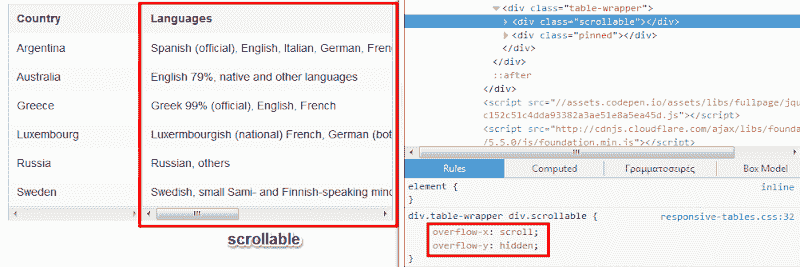 Country Languages
Argentina Spanish (official), English, Italian, German, Fren
Australia English 79%, native and other languages
Greece Greek 99% (official), English, French
Luxembourg Luxermbourgish (national) French, German (bot
Russia Russian, others
Sweden Swedish, small Sami- and Finnish-speaking mino
scrollable
<div class="table-wrapper">
<div class="scrollable"></div>
<div class="pinned"></div>
</div>
</div>
::after
</div>
<script src="//assets.codepen.io/assets/libs/fullpage/jqu
c152c51c4dda93382a3ae51e8a5ea45d.js"></script>
<script src="http://cdnjs.cloudflare.com/ajax/libs/founda
/5.5.0/js/foundation.min.js"></script>
Rules Computed Γραμματοσειρές Box Model
element { inline
}
div.table-wrapper div.scrollable { responsive-tables.css:32
overflow-x: scroll;
overflow-y: hidden;
}